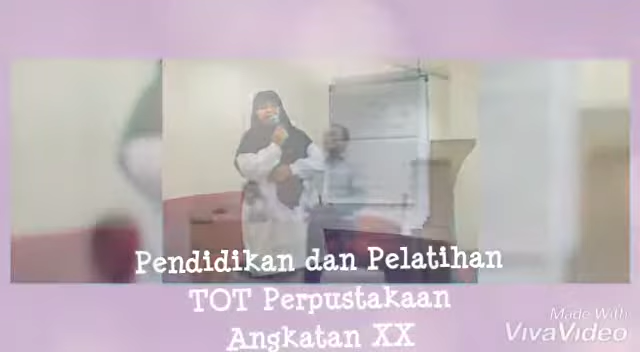 Pendidikan dan Pelatihan
TOT Perpustakaan
Angkatan XX
Made With
VivaVideo